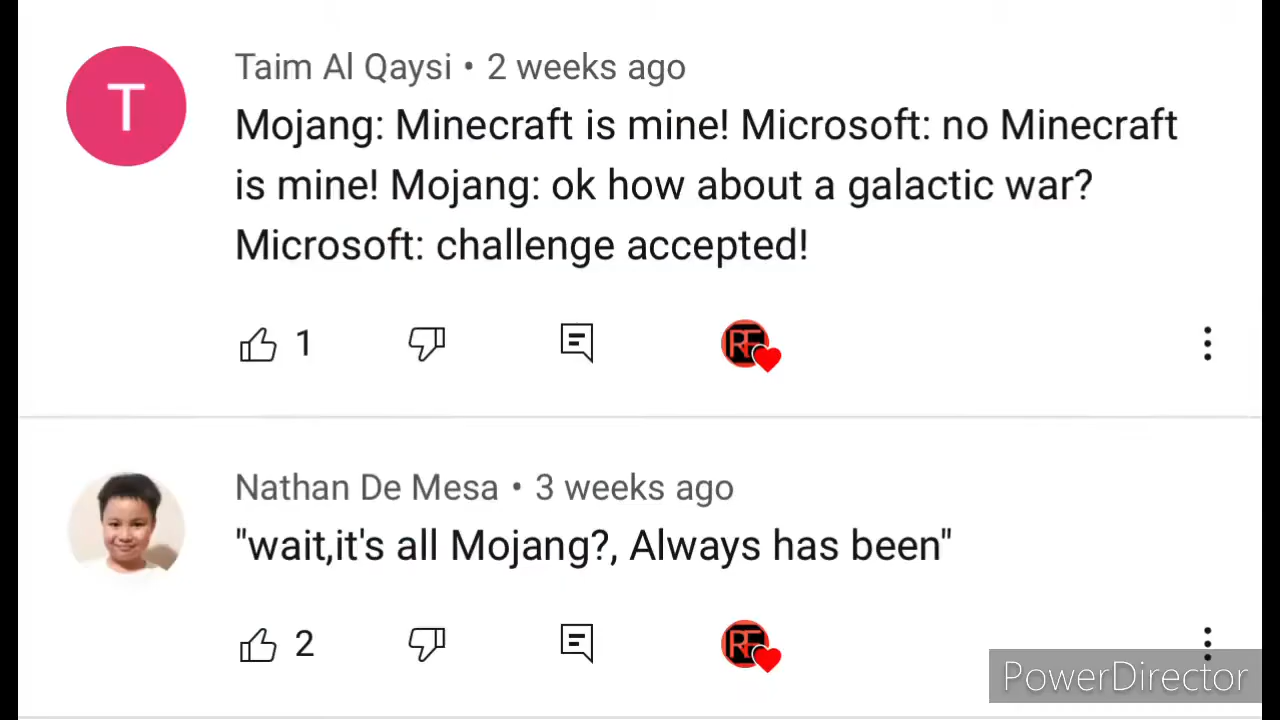 T
Taim Al Qaysi • 2 weeks ago
Mojang: Minecraft is mine! Microsoft: no Minecraft
is mine! Mojang: ok how about a galactic war?
Microsoft: challenge accepted!
1
RF
Nathan De Mesa • 3 weeks ago
"wait,it's all Mojang?, Always has been"
2
RF
PowerDirector